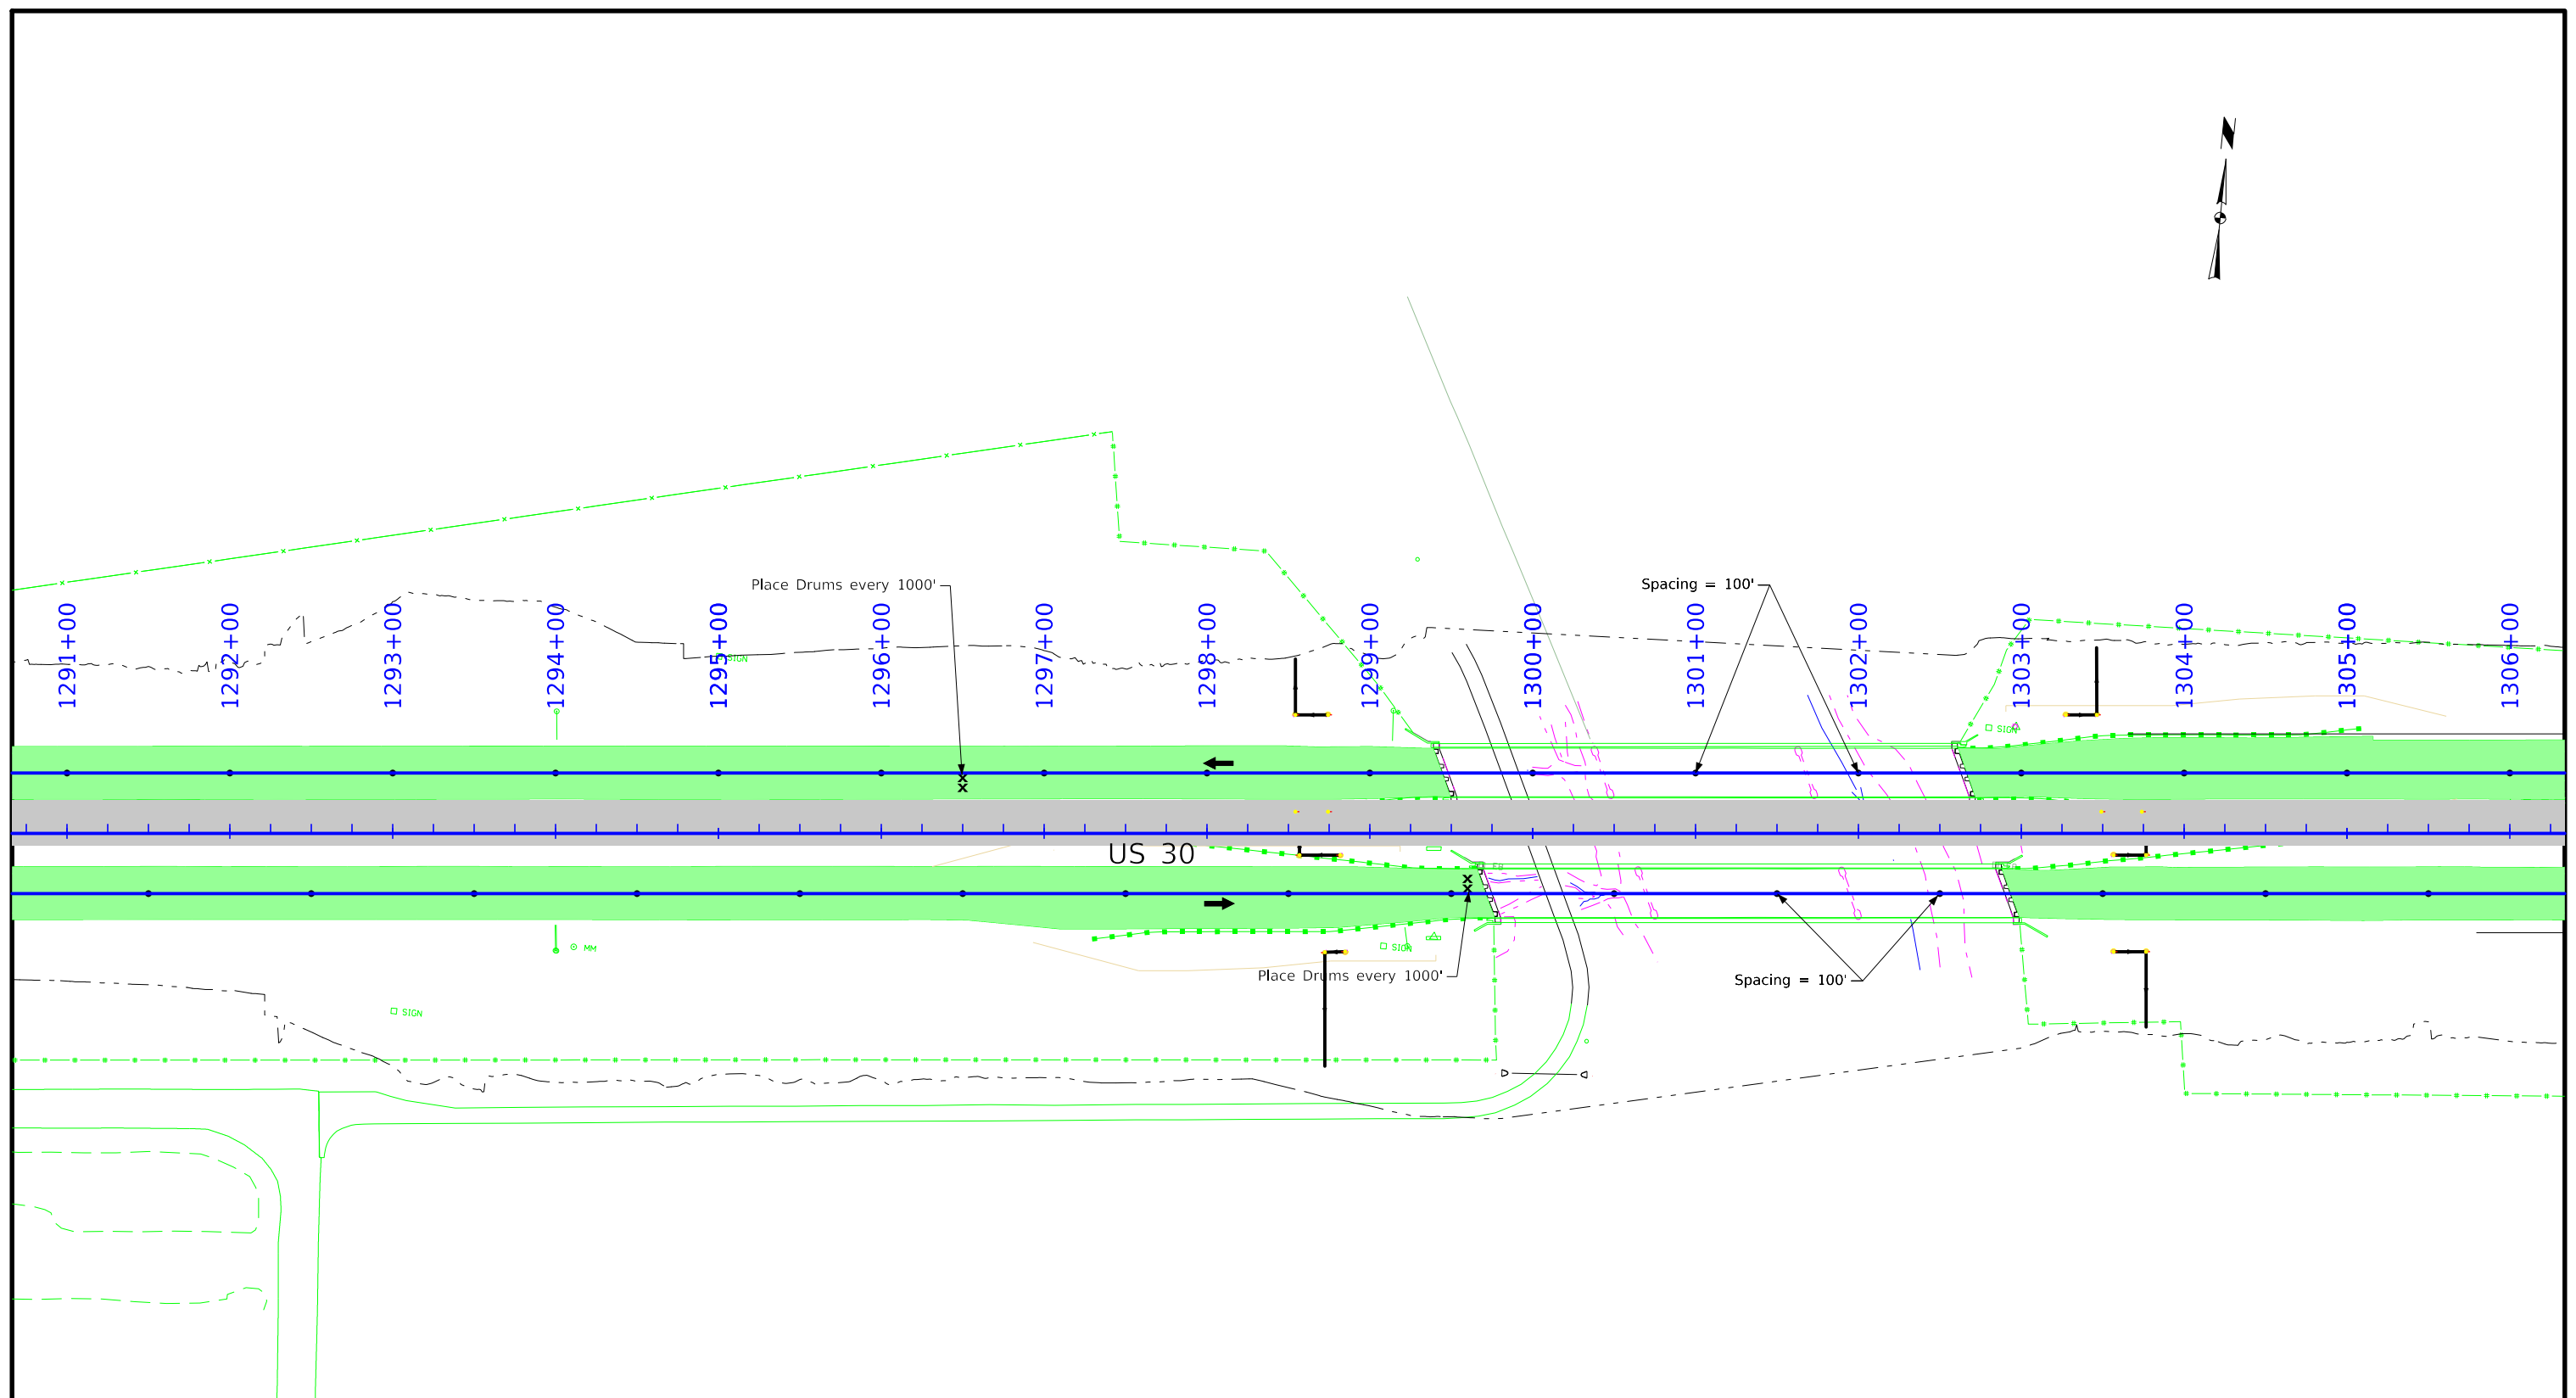 N
Place Drums every 1000'
Spacing = 100'
1291+00
1292+00
1293+00
1294+00
1295+00
1296+00
1297+00
1298+00
1299+00
1300+00
1301+00
1302+00
1303+00
1304+00
1305+00
1306+00
SIGN
SIGN
US 30
MM
SIGN
Place Drums every 1000'
Spacing = 100'
SIGN